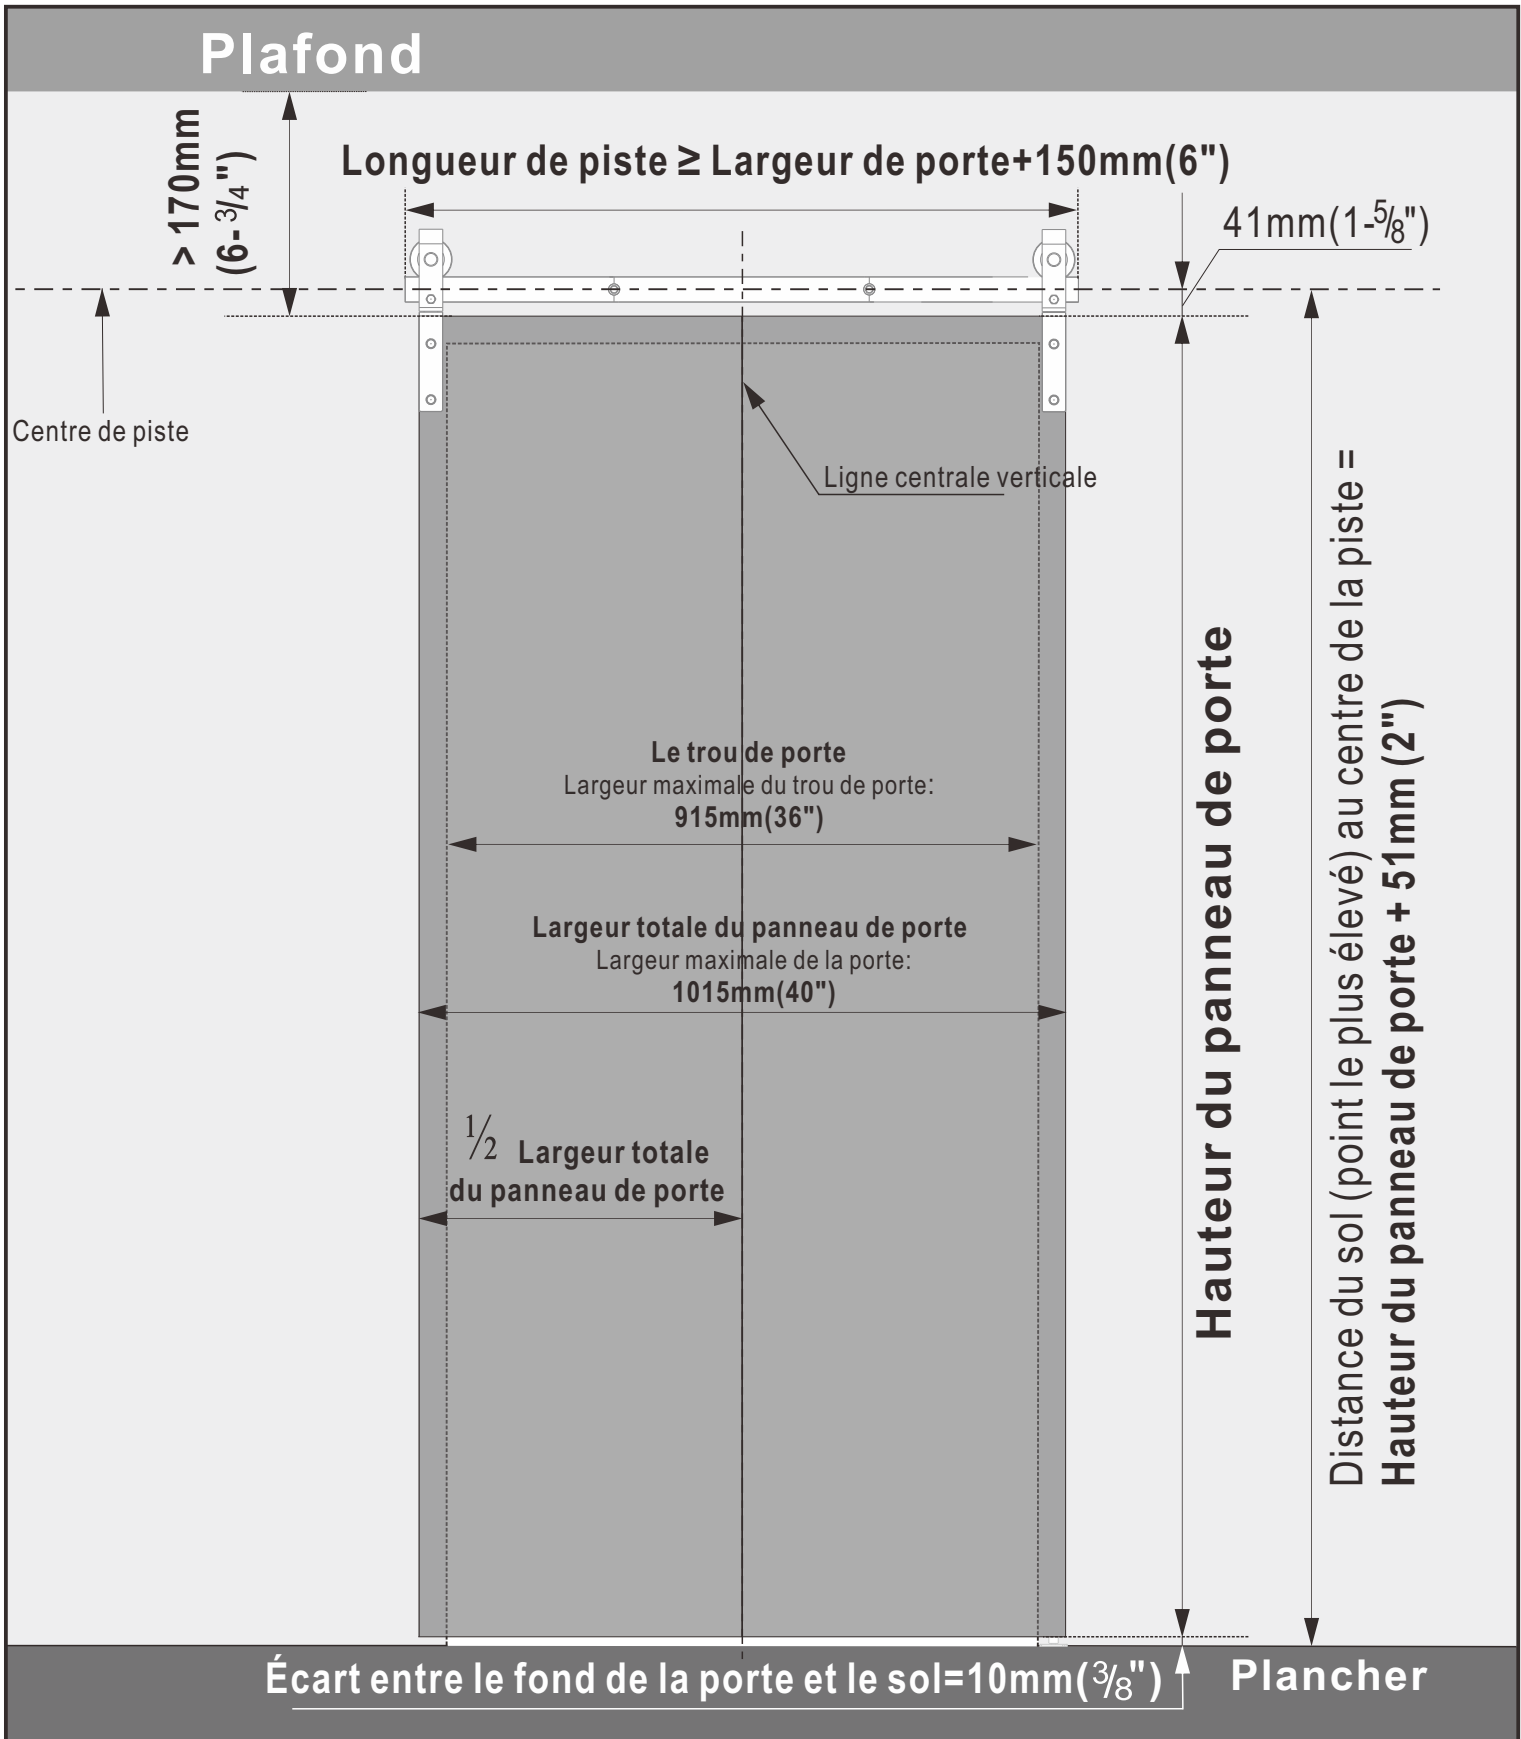 Plafond
> 170mm
(6-3/4")
Longueur de piste ≥ Largeur de porte+150mm(6")
41mm(1-5/8")
Centre de piste
Ligne centrale verticale
Le trou de porte
Largeur maximale du trou de porte:
915mm(36")
Largeur totale du panneau de porte
Largeur maximale de la porte:
1015mm(40")
1/2 Largeur totale
du panneau de porte
Hauteur du panneau de porte
Distance du sol (point le plus élevé) au centre de la piste =
Hauteur du panneau de porte + 51mm (2")
Écart entre le fond de la porte et le sol=10mm(3/8")
Plancher